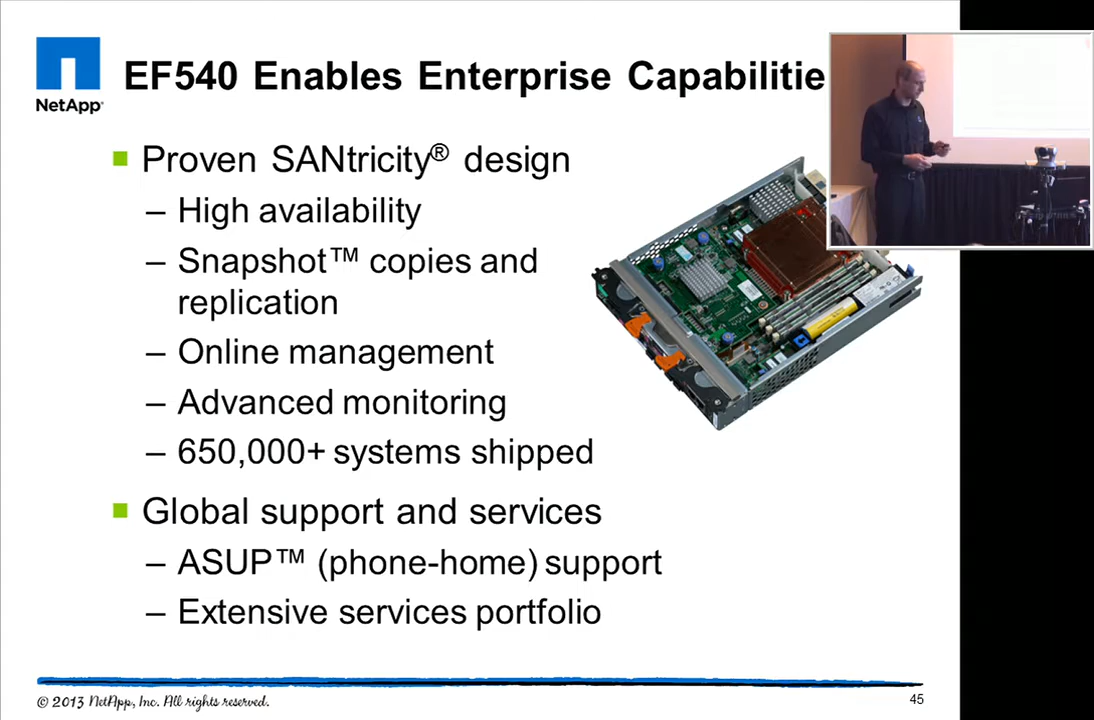 NetApp®
EF540 Enables Enterprise Capabilitie
Proven SANtricity® design
– High availability
– Snapshot™ copies and
replication
– Online management
– Advanced monitoring
– 650,000+ systems shipped
Global support and services
– ASUP™ (phone-home) support
– Extensive services portfolio
© 2013 NetApp, Inc. All rights reserved.
45